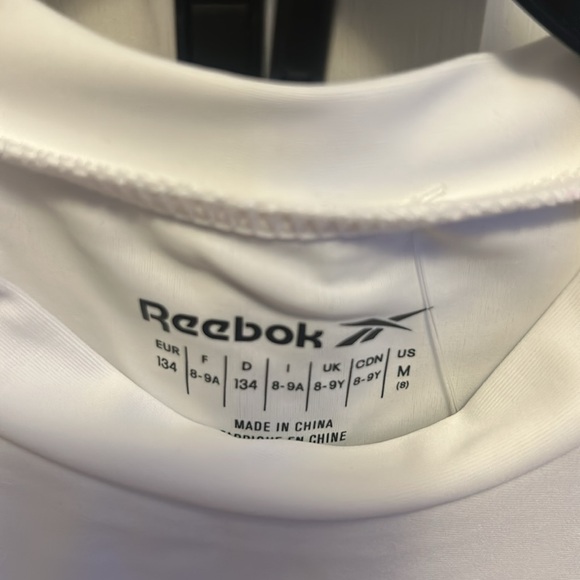 Reebok
EUR F D I UK CDN US
134 8-9A 134 8-9A 8-9Y 8-9Y M
(8)
MADE IN CHINA
FABRIQUE EN CHINE